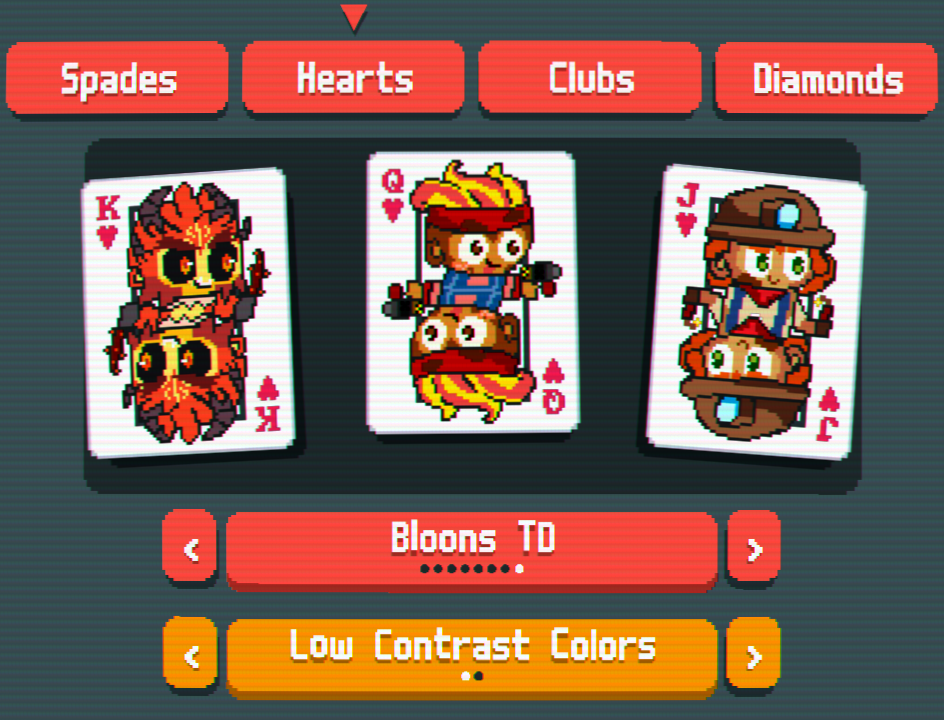 Spades
Hearts
Clubs
Diamonds
K
Q
J
K
Q
J
<
Bloons TD
>
<
Low Contrast Colors
>